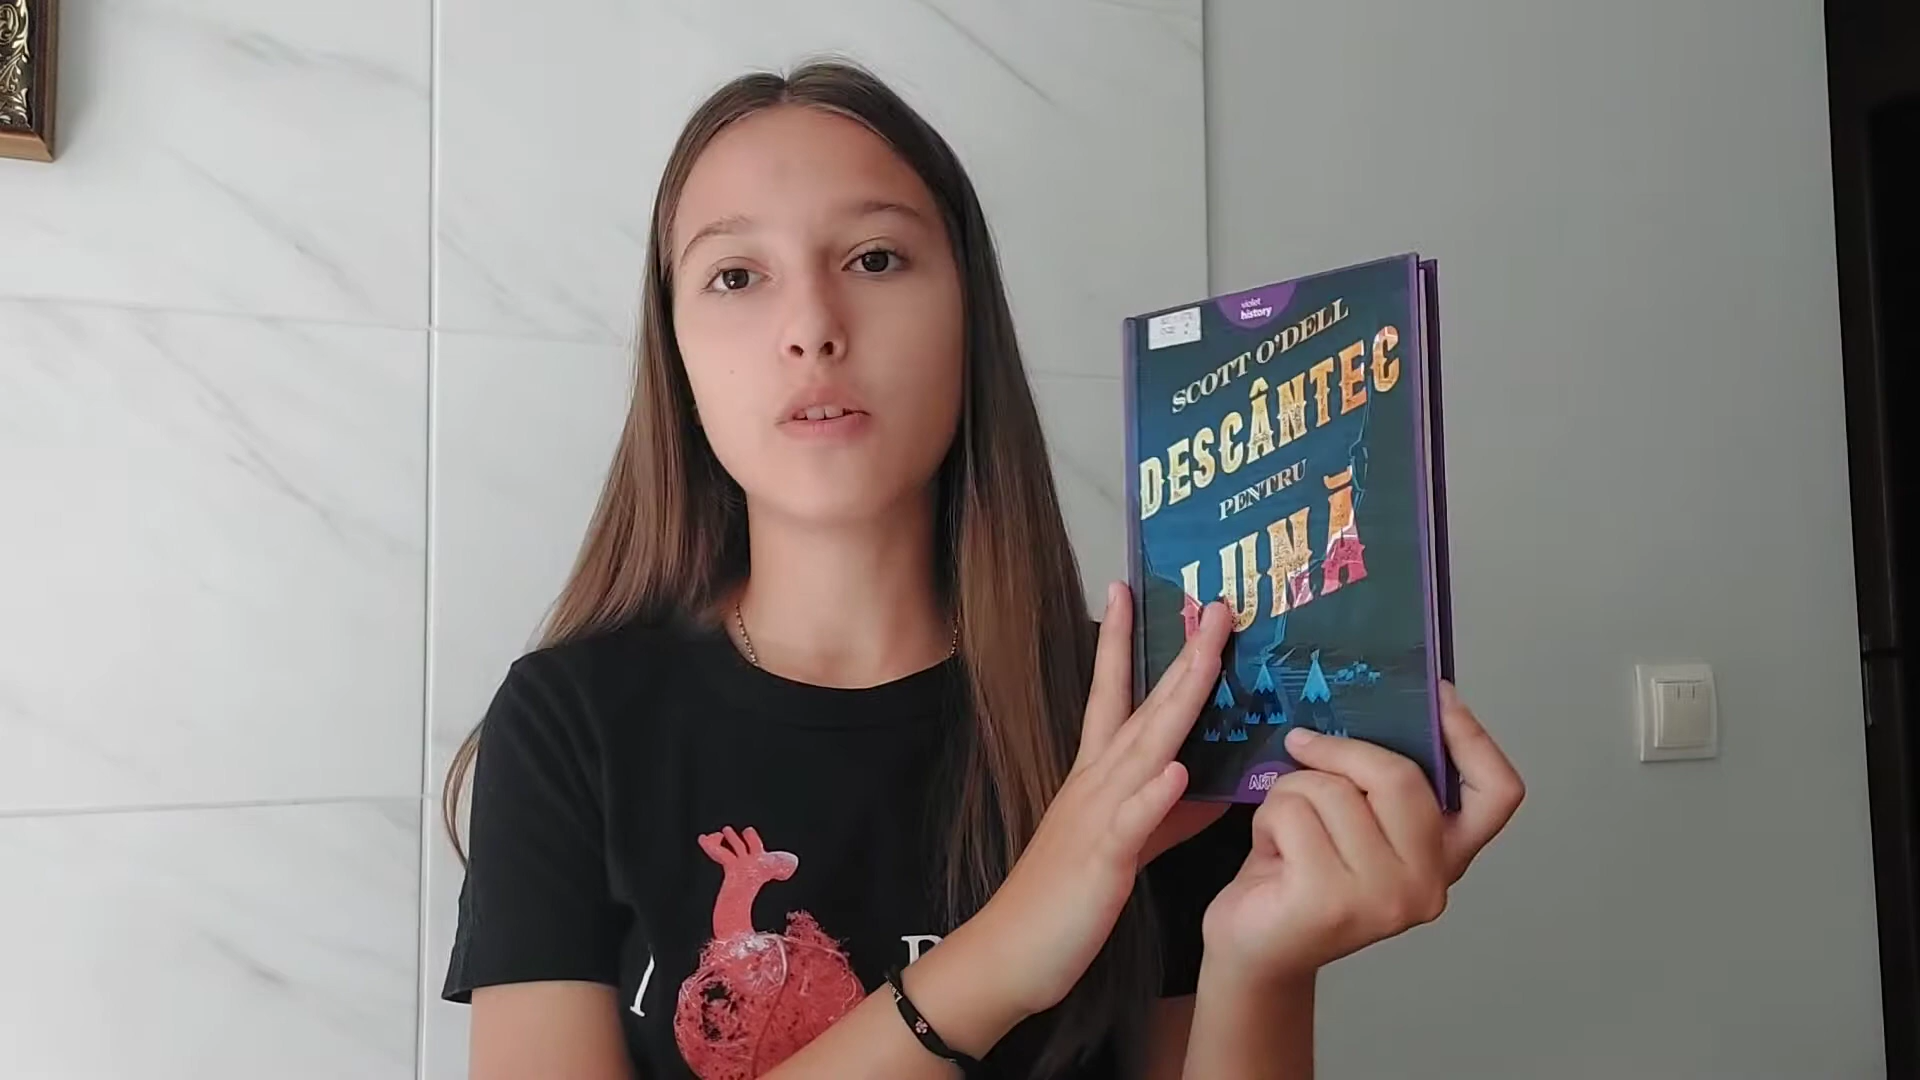 violet
history
SCOTT O'DELL
DESCÂNTEC
PENTRU
LUNĂ
I